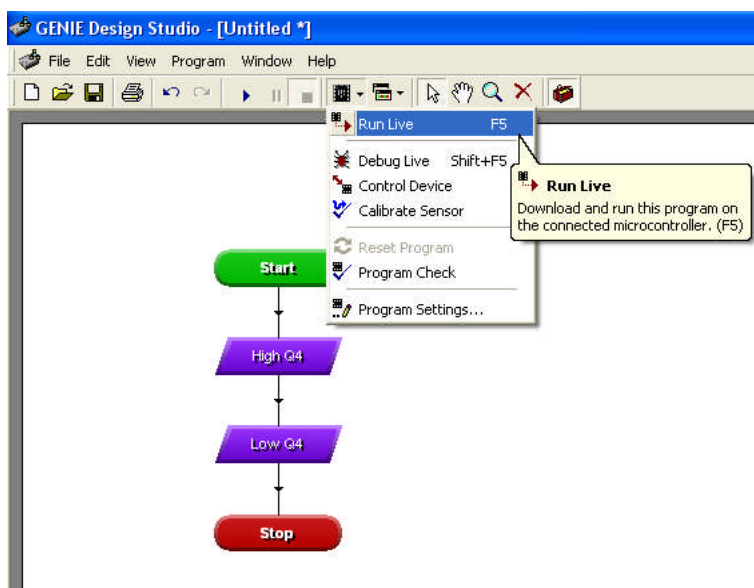 GENIE Design Studio - [Untitled *]
File Edit View Program Window Help
Run Live F5
Debug Live Shift+F5
Control Device
Calibrate Sensor
Reset Program
Program Check
Program Settings...
Run Live
Download and run this program on
the connected microcontroller. (F5)
Start
High Q4
Low Q4
Stop